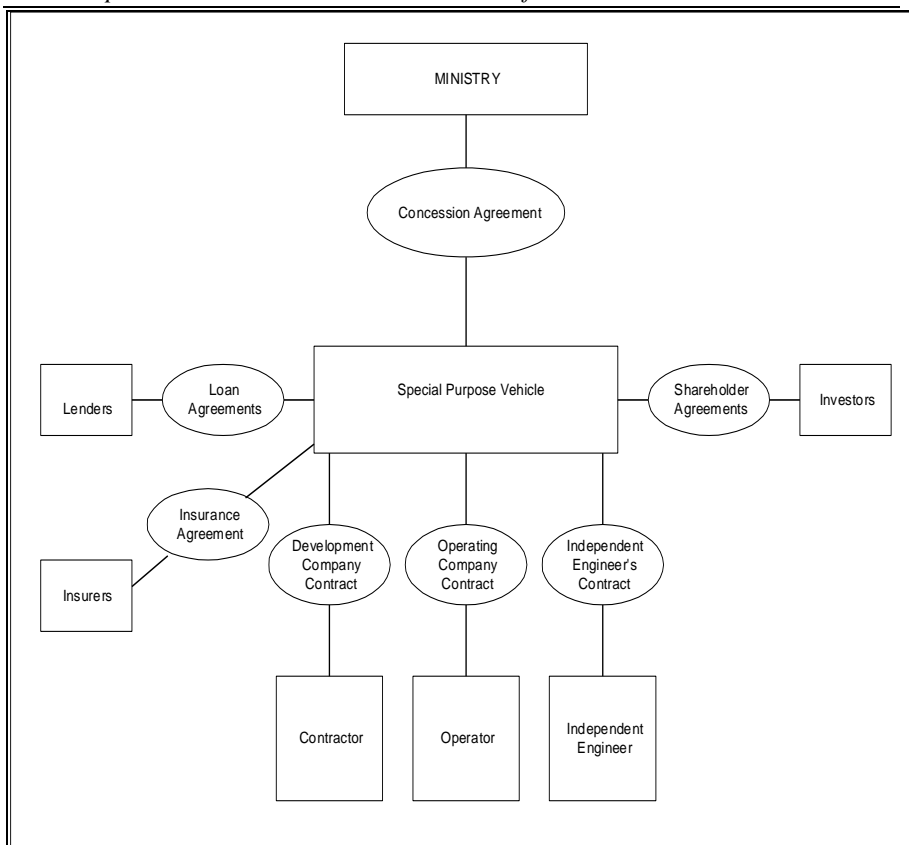 MINISTRY
Concession Agreement
Special Purpose Vehicle
Lenders
Loan
Agreements
Shareholder
Agreements
Investors
Insurance
Agreement
Insurers
Development
Company
Contract
Operating
Company
Contract
Independent
Engineer's
Contract
Contractor
Operator
Independent
Engineer